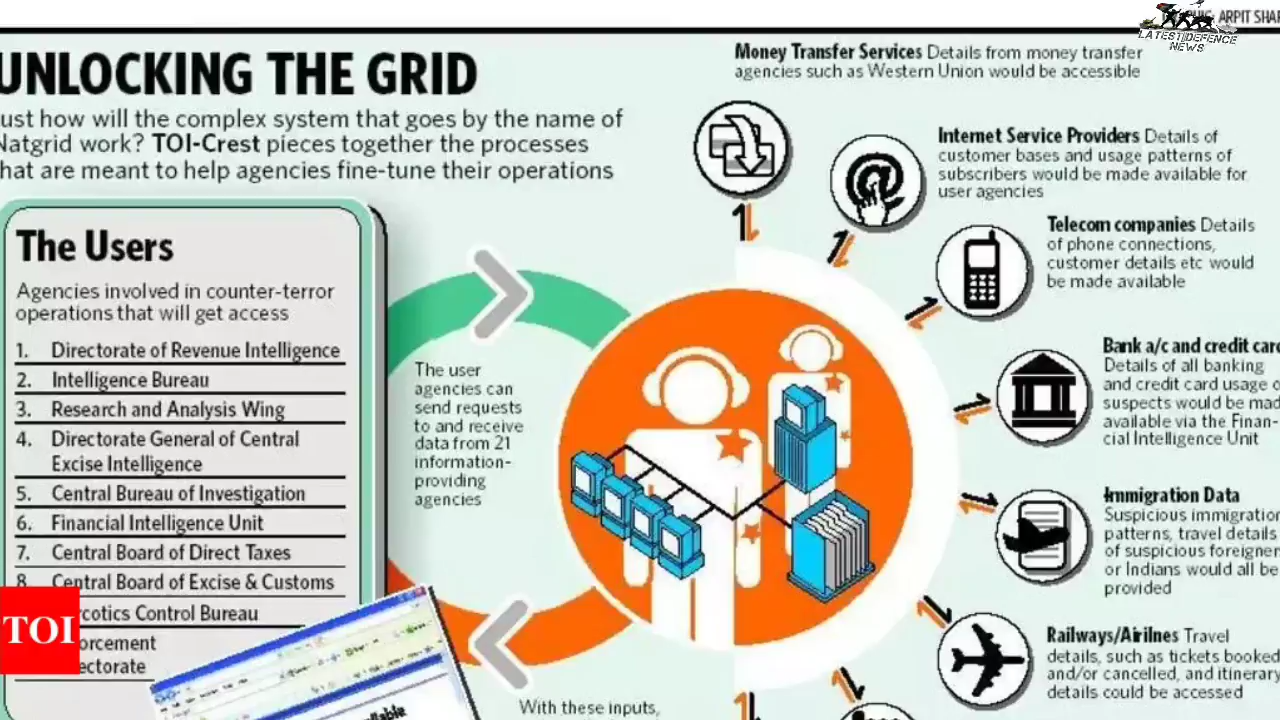 ARPIT SHAR
LATEST DEFENCE
NEWS
UNLOCKING THE GRID
ust how will the complex system that goes by the name of
Natgrid work? TOI-Crest pieces together the processes
hat are meant to help agencies fine-tune their operations
The Users
Agencies involved in counter-terror
operations that will get access
1. Directorate of Revenue Intelligence
2. Intelligence Bureau
3. Research and Analysis Wing
4. Directorate General of Central
Excise Intelligence
5. Central Bureau of Investigation
6. Financial Intelligence Unit
7. Central Board of Direct Taxes
8. Central Board of Excise & Customs
rcotics Control Bureau
orcement
ectorate
TOI
The user
agencies can
send requests
to and receive
data from 21
information-
providing
agencies
With these inputs,
Money Transfer Services Details from money transfer
agencies such as Western Union would be accessible
Internet Service Providers Details of
customer bases and usage patterns of
subscribers would be made available for
user agencies
Telecom companies Details
of phone connections,
customer details etc would
be made available
Bank a/c and credit card
Details of all banking
and credit card usage o
suspects would be mad
available via the Finan-
cial Intelligence Unit
Immigration Data
Suspicious immigration
patterns, travel details
of suspicious foreigner
or Indians would all be
provided
Railways/Airilnes Travel
details, such as tickets booked
and/or cancelled, and itinerary
details could be accessed